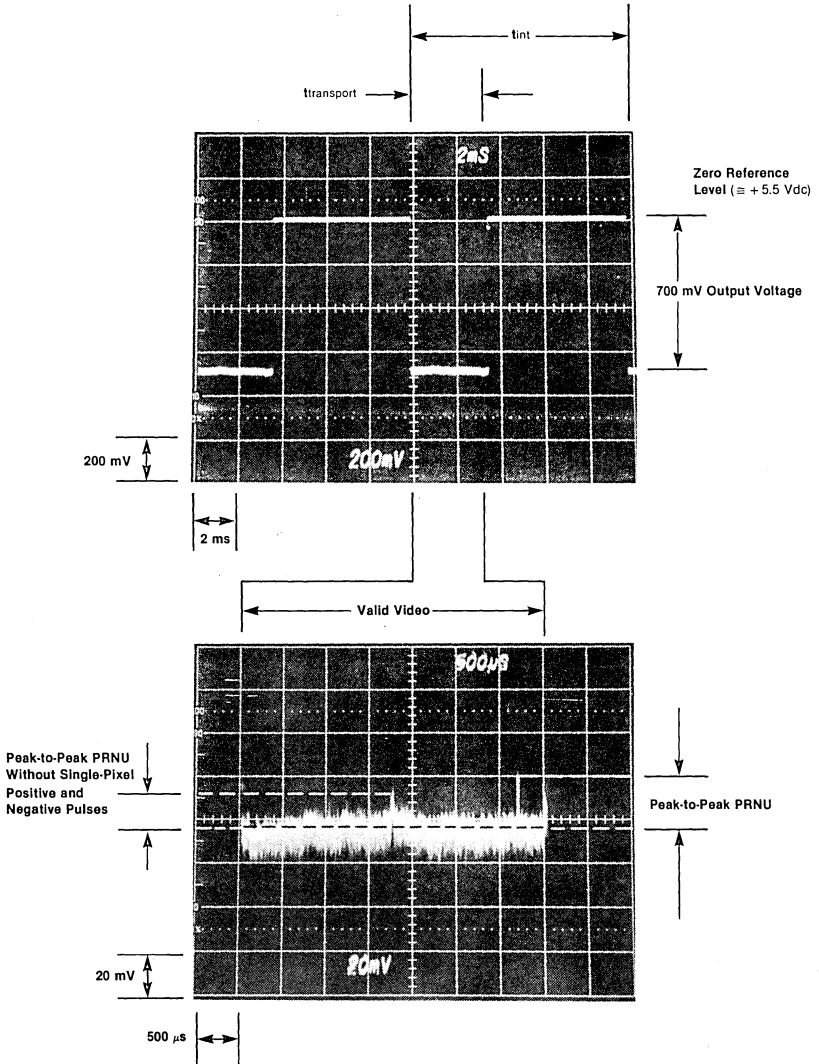 tint
ttransport
2mS
Zero Reference
Level (≅ + 5.5 Vdc)
700 mV Output Voltage
200 mV
200mV
2 ms
Valid Video
500µS
Peak-to-Peak PRNU
Without Single-Pixel
Positive and
Negative Pulses
Peak-to-Peak PRNU
20 mV
20mV
500 µs